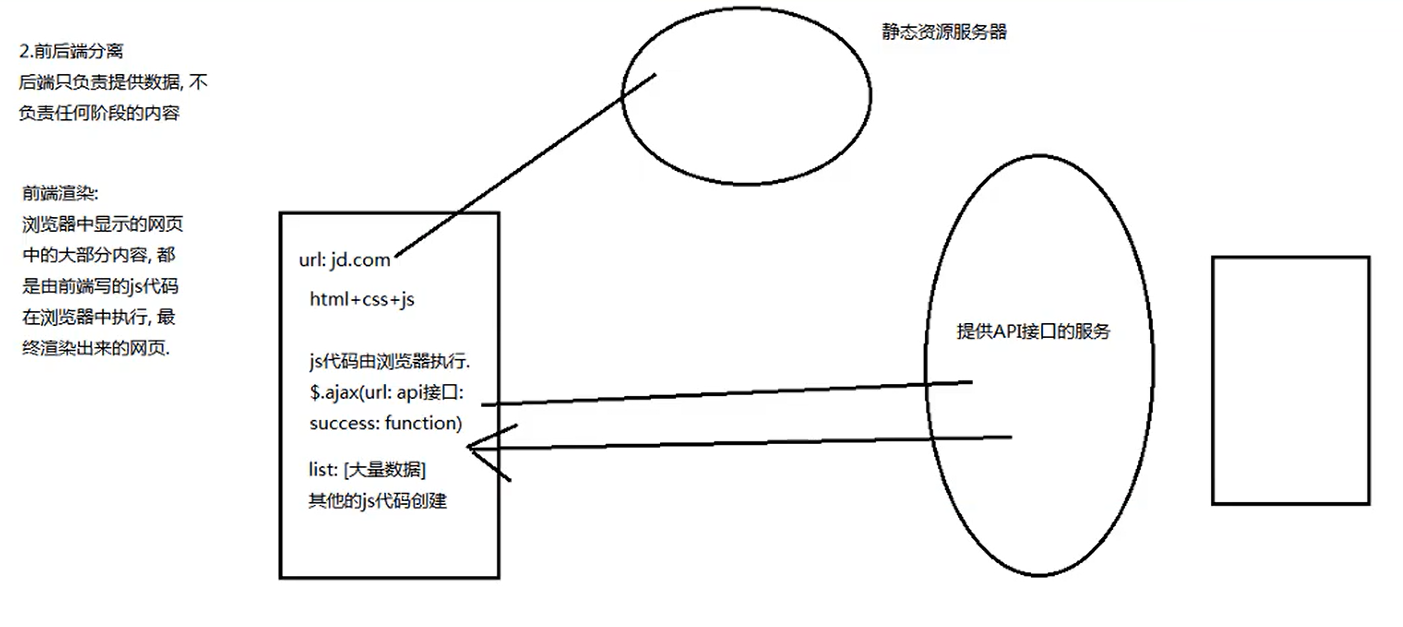 2.前后端分离
后端只负责提供数据, 不
负责任何阶段的内容
前端渲染:
浏览器中显示的网页
中的大部分内容, 都
是由前端写的js代码
在浏览器中执行, 最
终渲染出来的网页.
静态资源服务器
url: jd.com
html+css+js
js代码由浏览器执行.
$.ajax(url: api接口:
success: function)
list: [大量数据]
其他的js代码创建
提供API接口的服务